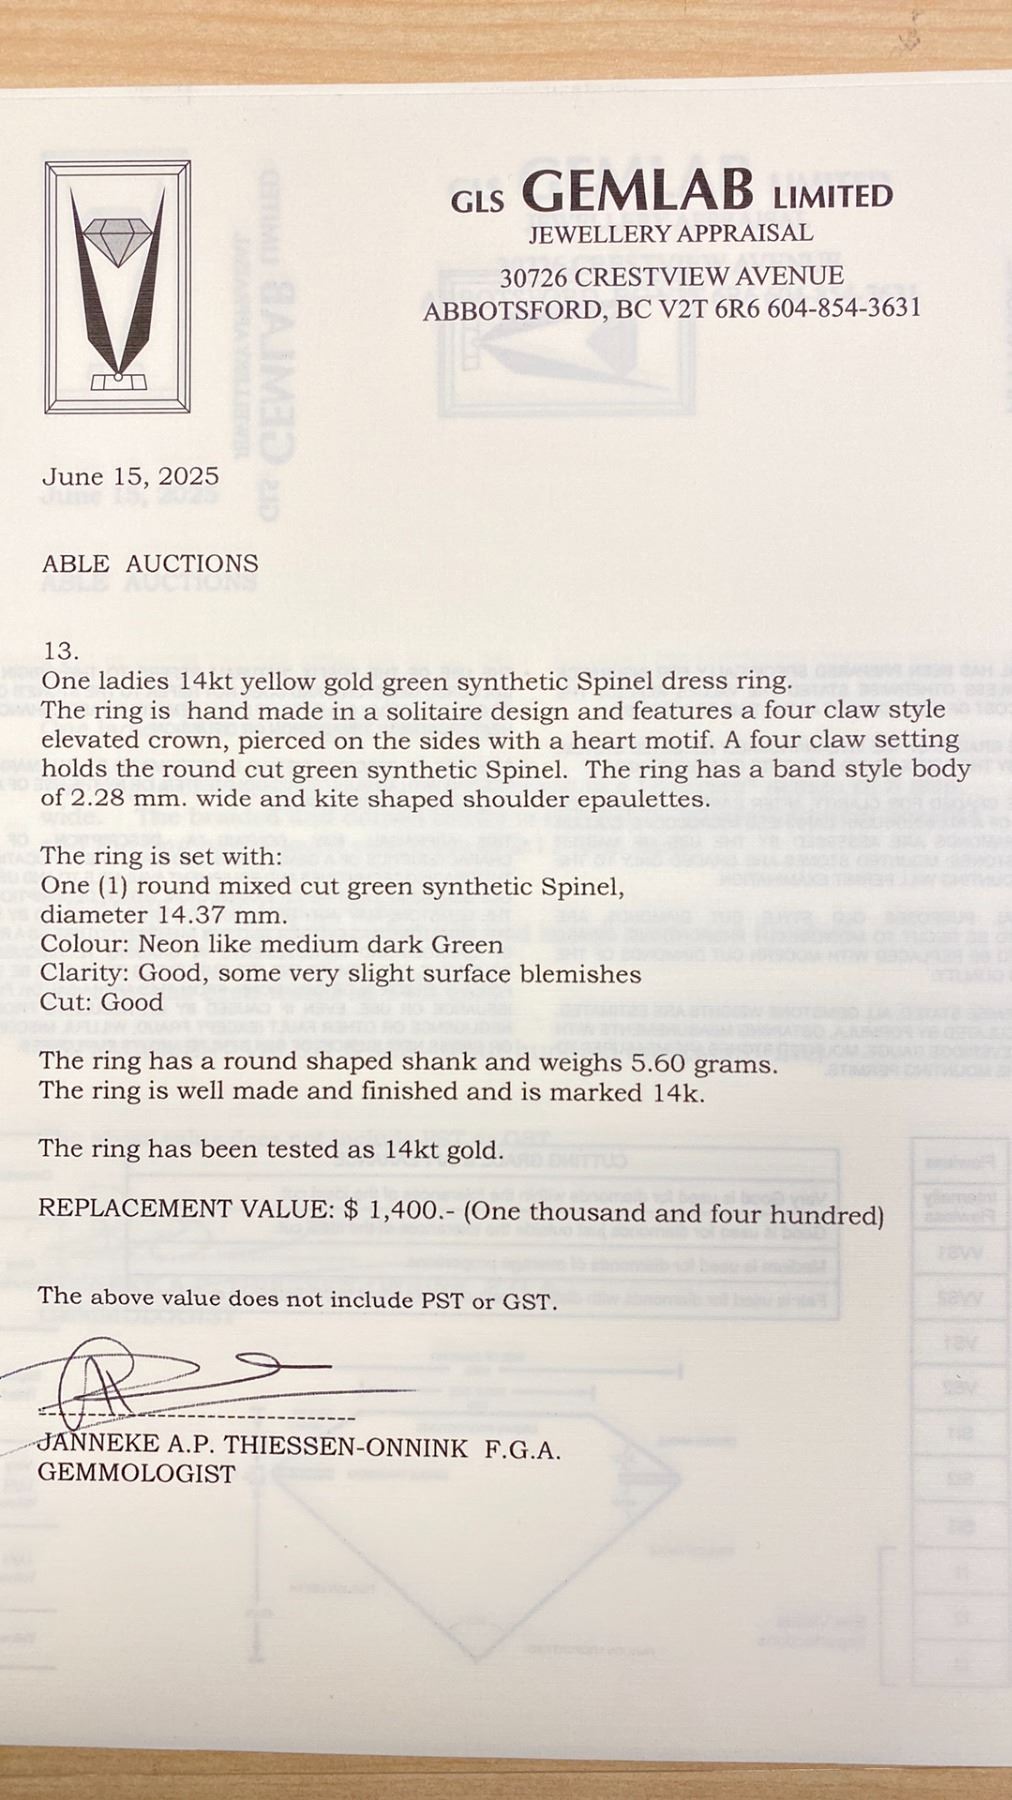 GLS GEMLAB LIMITED
JEWELLERY APPRAISAL
30726 CRESTVIEW AVENUE
ABBOTSFORD, BC V2T 6R6 604-854-3631
June 15, 2025
ABLE AUCTIONS
13.
One ladies 14kt yellow gold green synthetic Spinel dress ring.
The ring is hand made in a solitaire design and features a four claw style
elevated crown, pierced on the sides with a heart motif. A four claw setting
holds the round cut green synthetic Spinel. The ring has a band style body
of 2.28 mm. wide and kite shaped shoulder epaulettes.
The ring is set with:
One (1) round mixed cut green synthetic Spinel,
diameter 14.37 mm.
Colour: Neon like medium dark Green
Clarity: Good, some very slight surface blemishes
Cut: Good
The ring has a round shaped shank and weighs 5.60 grams.
The ring is well made and finished and is marked 14k.
The ring has been tested as 14kt gold.
REPLACEMENT VALUE: $ 1,400.- (One thousand and four hundred)
The above value does not include PST or GST.
JANNEKE A.P. THIESSEN-ONNINK F.G.A.
GEMMOLOGIST